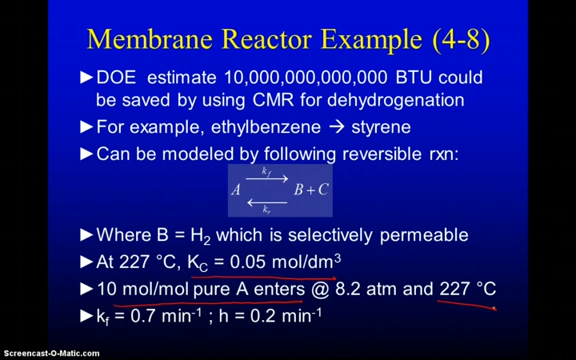 Membrane Reactor Example (4-8)
►DOE estimate 10,000,000,000,000 BTU could
be saved by using CMR for dehydrogenation
►For example, ethylbenzene → styrene
►Can be modeled by following reversible rxn:
k_f
A ⇄ B + C
k_r
►Where B = H₂ which is selectively permeable
►At 227 °C, K_C = 0.05 mol/dm³
►10 mol/mol pure A enters @ 8.2 atm and 227 °C
►k_f = 0.7 min⁻¹ ; h = 0.2 min⁻¹
Screencast-O-Matic.com